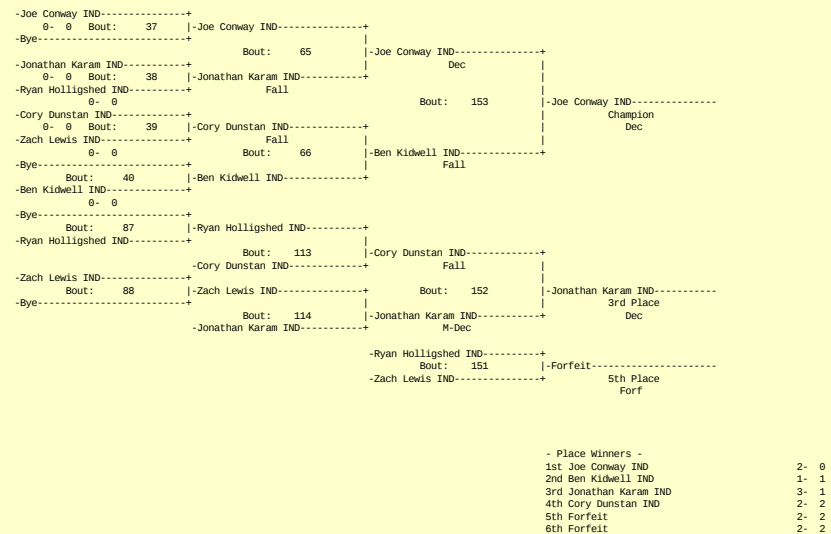 -Joe Conway IND--------------+
0- 0 Bout: 37 |-Joe Conway IND--------------+
-Bye-------------------------+ |
Bout: 65 |-Joe Conway IND--------------+
-Jonathan Karam IND----------+ | Dec |
0- 0 Bout: 38 |-Jonathan Karam IND----------+ |
-Ryan Holligshed IND---------+ Fall |
0- 0 Bout: 153 |-Joe Conway IND--------------
-Cory Dunstan IND------------+ | Champion
0- 0 Bout: 39 |-Cory Dunstan IND------------+ | Dec
-Zach Lewis IND--------------+ Fall | |
0- 0 Bout: 66 |-Ben Kidwell IND-------------+
-Bye-------------------------+ | Fall
Bout: 40 |-Ben Kidwell IND-------------+
-Ben Kidwell IND-------------+
0- 0
-Bye-------------------------+
Bout: 87 |-Ryan Holligshed IND---------+
-Ryan Holligshed IND---------+ |
Bout: 113 |-Cory Dunstan IND------------+
-Cory Dunstan IND------------+ Fall |
-Zach Lewis IND--------------+ |
Bout: 88 |-Zach Lewis IND--------------+ Bout: 152 |-Jonathan Karam IND----------
-Bye-------------------------+ | | 3rd Place
Bout: 114 |-Jonathan Karam IND----------+ Dec
-Jonathan Karam IND----------+ M-Dec
-Ryan Holligshed IND---------+
Bout: 151 |-Forfeit---------------------
-Zach Lewis IND--------------+ 5th Place
Forf
- Place Winners -
1st Joe Conway IND 2- 0
2nd Ben Kidwell IND 1- 1
3rd Jonathan Karam IND 3- 1
4th Cory Dunstan IND 2- 2
5th Forfeit 2- 2
6th Forfeit 2- 2